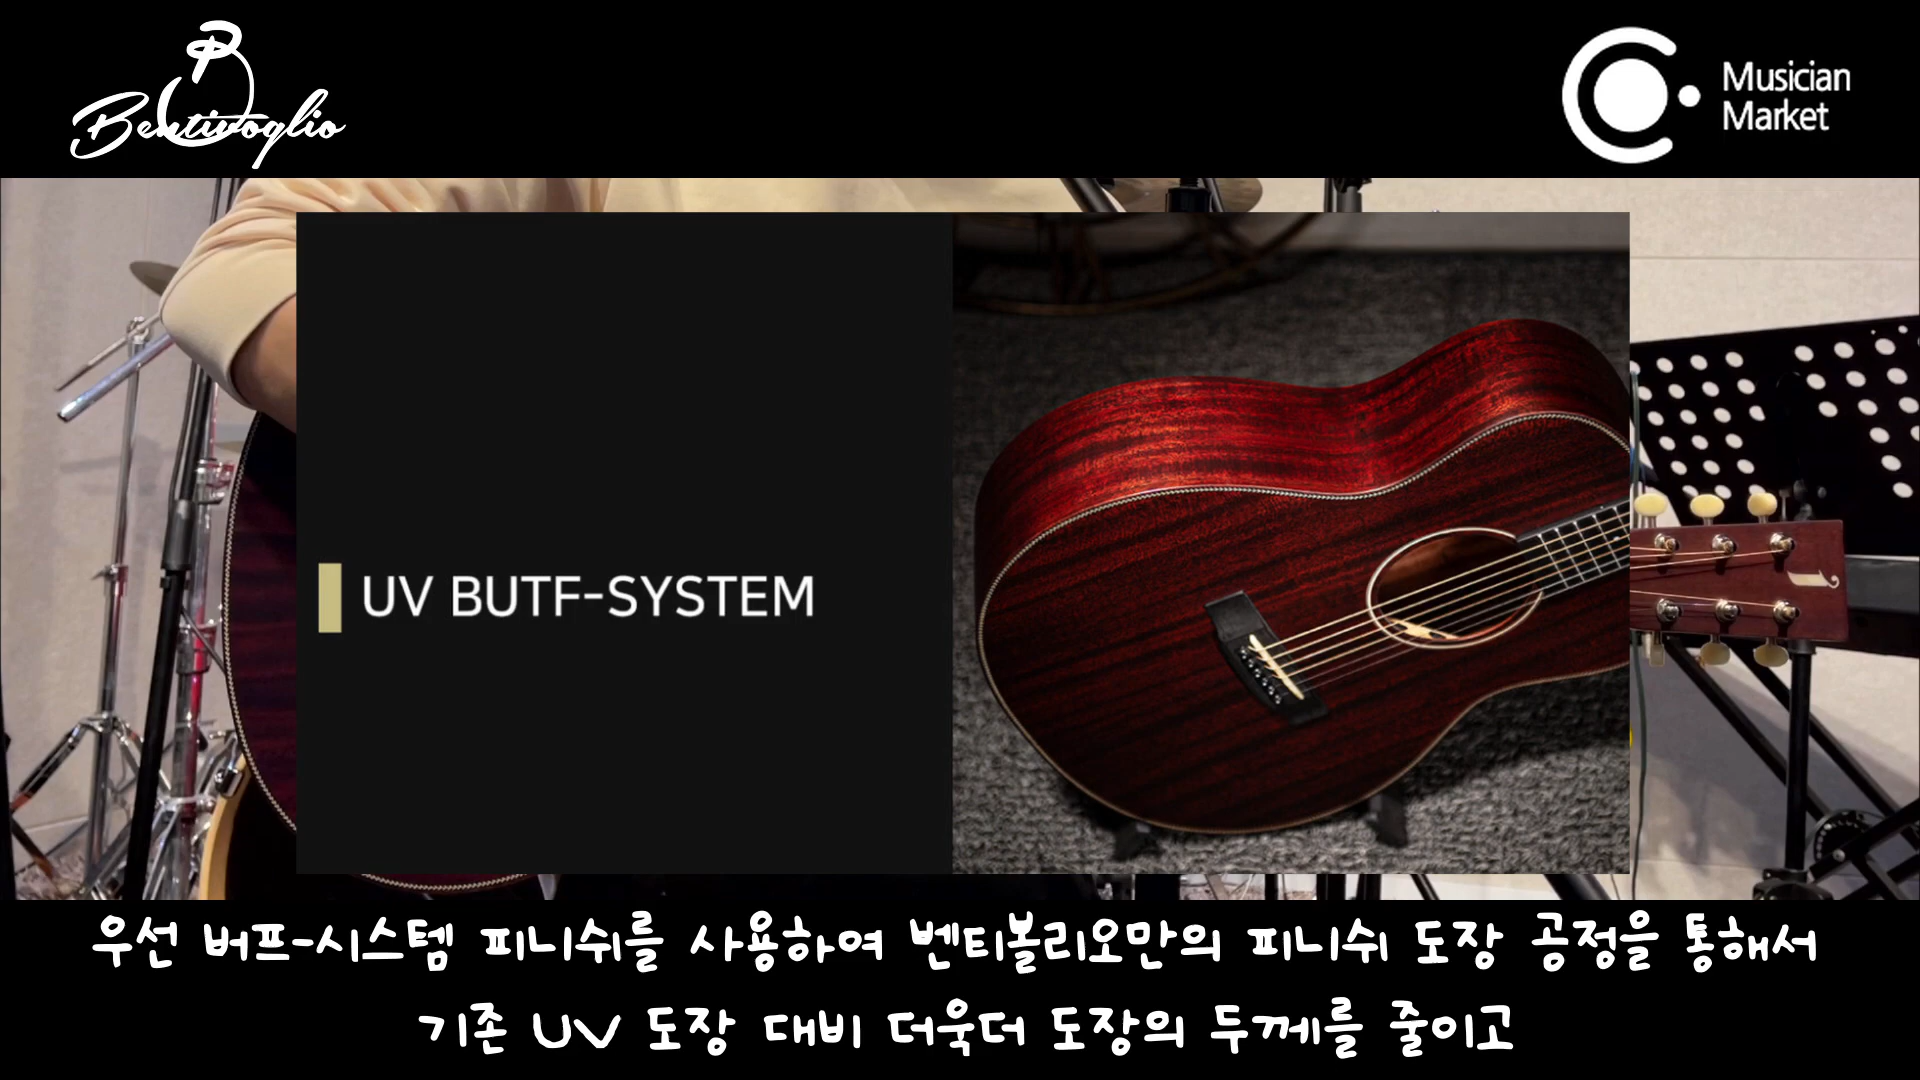 Bentivoglio
Musician
Market
UV BUTF-SYSTEM
우선 버프-시스템 피니쉬를 사용하여 벤티볼리오만의 피니쉬 도장 공정을 통해서
기존 UV 도장 대비 더욱더 도장의 두께를 줄이고